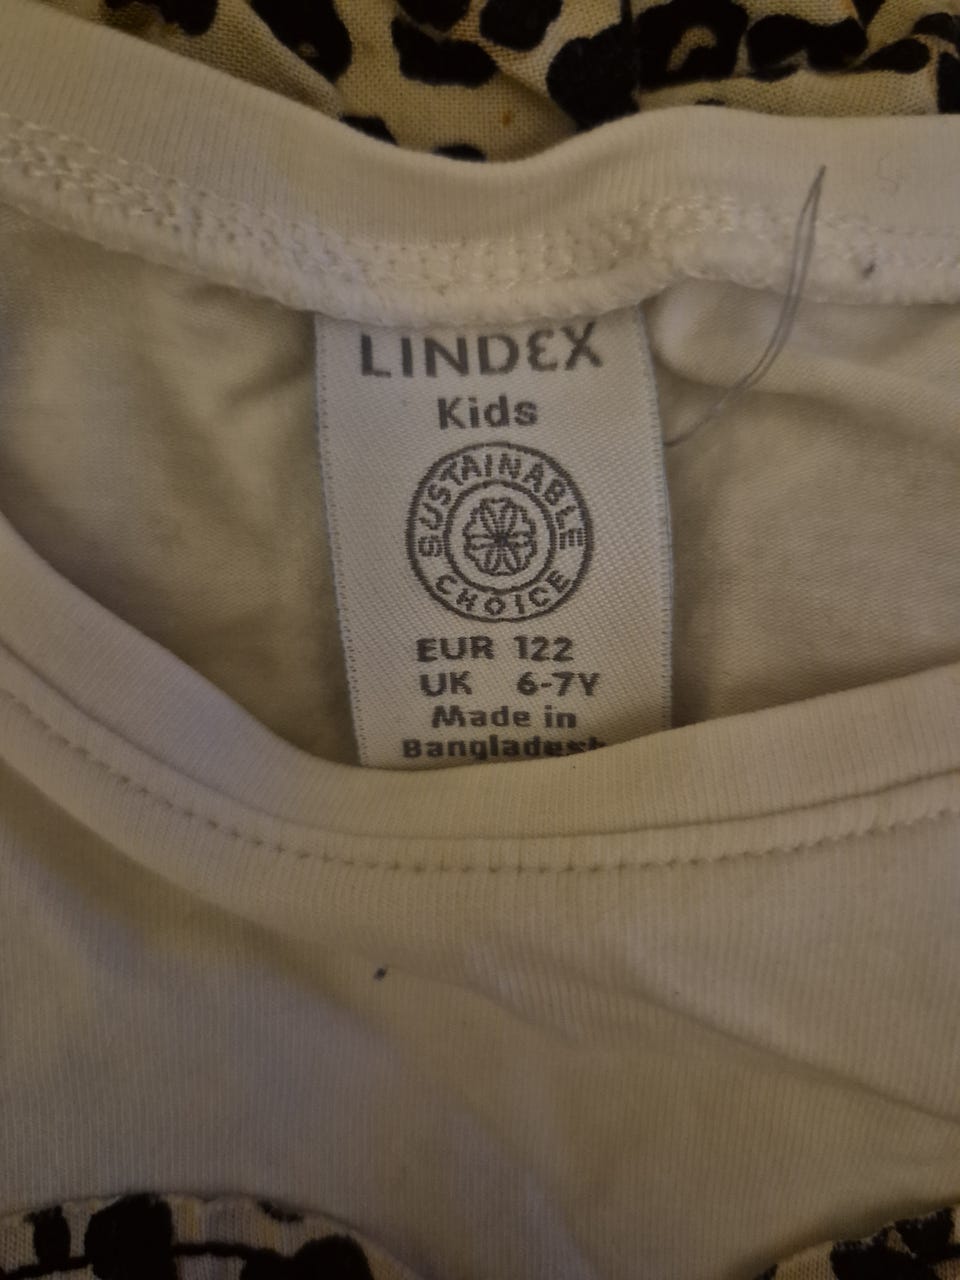 LINDEX
Kids
SUSTAINABLE
CHOICE
EUR 122
UK 6-7Y
Made in
Bangladesh